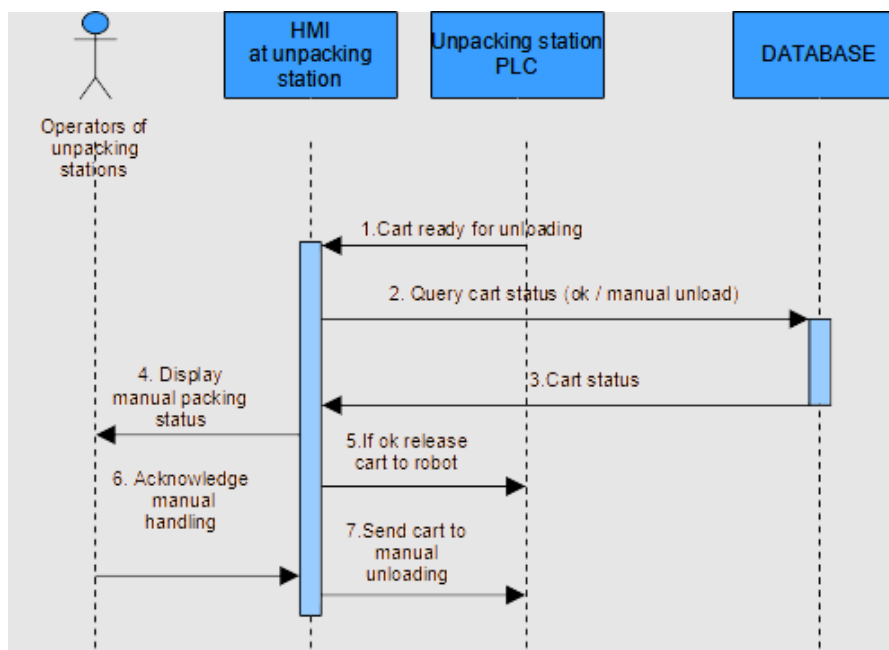 HMI
at unpacking
station
Unpacking station
PLC
DATABASE
Operators of
unpacking
stations
1.Cart ready for unloading
2. Query cart status (ok / manual unload)
3.Cart status
4. Display
manual packing
status
5.If ok release
cart to robot
6. Acknowledge
manual
handling
7.Send cart to
manual
unloading